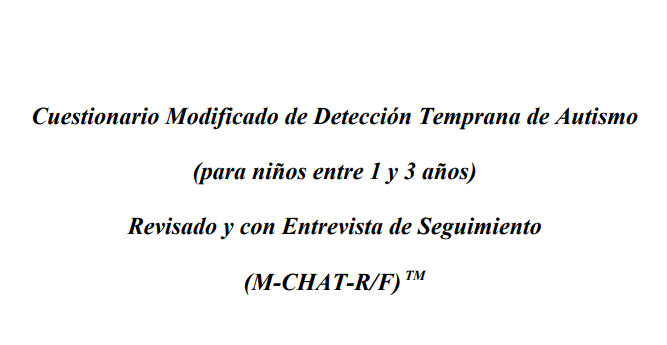 Cuestionario Modificado de Detección Temprana de Autismo
(para niños entre 1 y 3 años)
Revisado y con Entrevista de Seguimiento
(M-CHAT-R/F)™